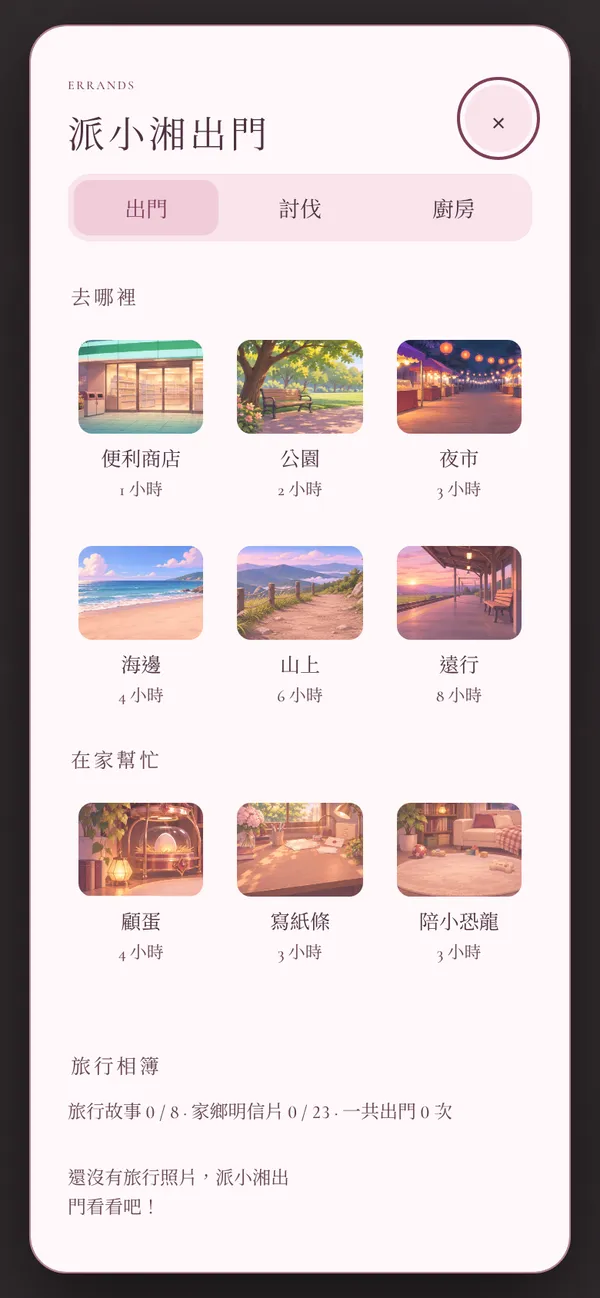 ERRANDS
派小湘出門
×
出門 討伐 廚房
去哪裡
便利商店 公園 夜市
1 小時 2 小時 3 小時
海邊 山上 遠行
4 小時 6 小時 8 小時
在家幫忙
顧蛋 寫紙條 陪小恐龍
4 小時 3 小時 3 小時
旅行相簿
旅行故事 0 / 8 · 家鄉明信片 0 / 23 · 一共出門 0 次
還沒有旅行照片，派小湘出
門看看吧！